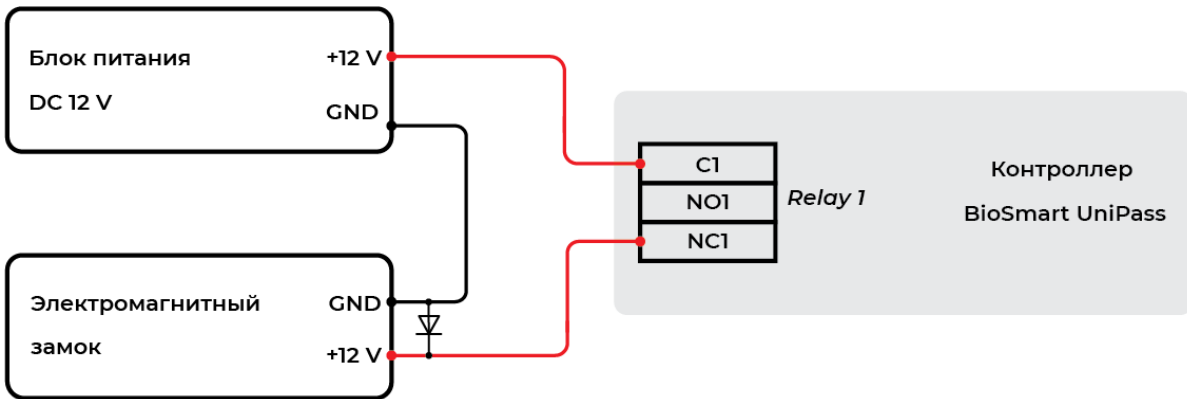 Блок питания
DC 12 V
+12 V
GND
C1
NO1
NC1
Relay 1
Контроллер
BioSmart UniPass
Электромагнитный
замок
GND
+12 V